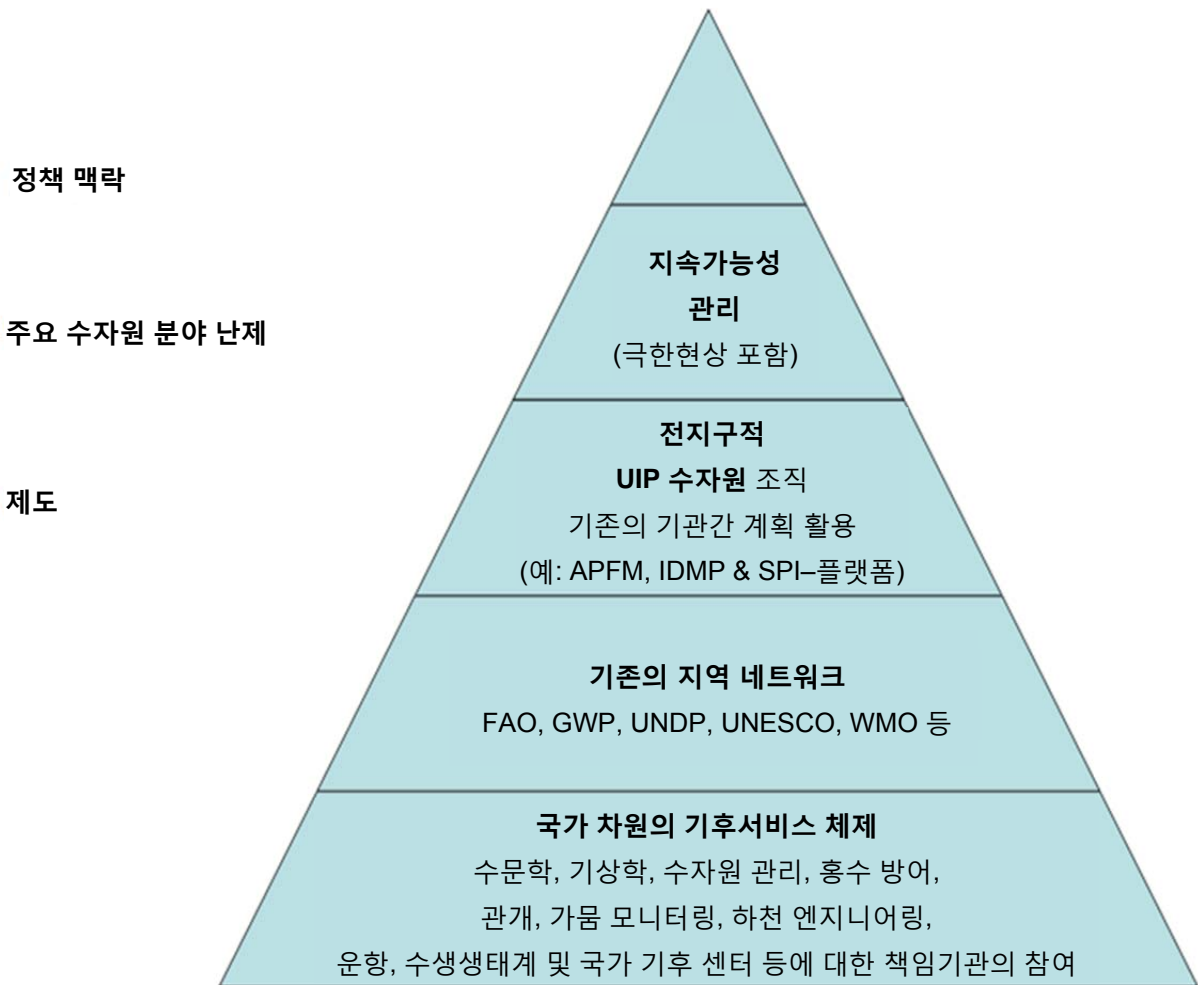 정책 맥락
지속가능성
관리
(극한현상 포함)
주요 수자원 분야 난제
전지구적
UIP 수자원 조직
기존의 기관간 계획 활용
(예: APFM, IDMP & SPI–플랫폼)
제도
기존의 지역 네트워크
FAO, GWP, UNDP, UNESCO, WMO 등
국가 차원의 기후서비스 체제
수문학, 기상학, 수자원 관리, 홍수 방어,
관개, 가뭄 모니터링, 하천 엔지니어링,
운항, 수생생태계 및 국가 기후 센터 등에 대한 책임기관의 참여